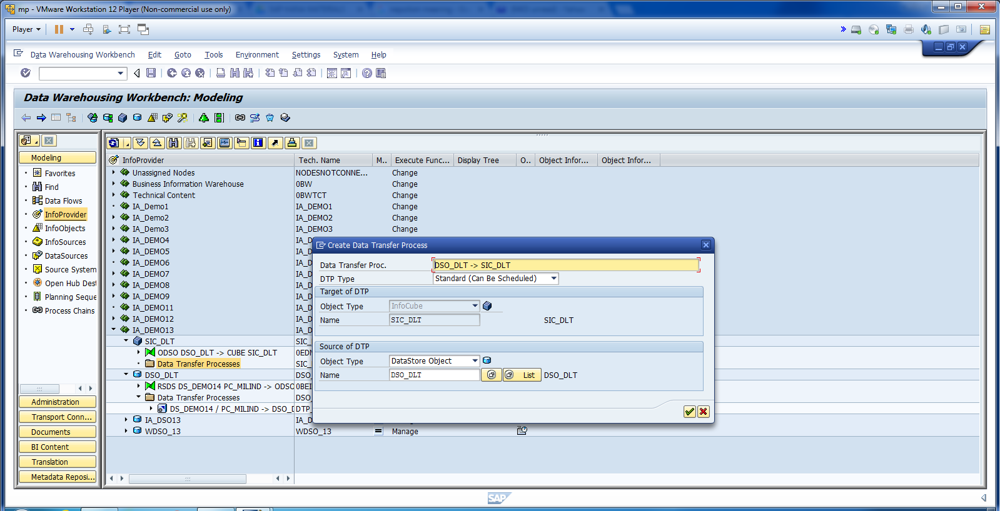 mp - VMware Workstation 12 Player (Non-commercial use only)
Player
Data Warehousing Workbench Edit Goto Tools Environment Settings System Help
Data Warehousing Workbench: Modeling
Modeling
Favorites
Find
Data Flows
InfoProvider
InfoObjects
InfoSources
DataSources
Source System
Open Hub Dest
Planning Seque
Process Chains
Administration
Transport Conn...
Documents
BI Content
Translation
Metadata Reposi...
InfoProvider Tech. Name M.. Execute Func... Display Tree O.. Object Infor... Object Infor...
Unassigned Nodes NODESNOTCONNE... Change
Business Information Warehouse 0BW Change
Technical Content 0BWTCT Change
IA_Demo1 IA_DEMO1 Change
IA_Demo2 IA_DEMO2 Change
IA_Demo3 IA_DEMO3 Change
IA_DEMO4 IA_D
IA_DEMO5 IA_D
IA_DEMO6 IA_D
IA_DEMO7 IA_D
IA_DEMO8 IA_D
IA_DEMO9 IA_D
IA_DEMO11 IA_D
IA_DEMO12 IA_D
IA_DEMO13 IA_D
SIC_DLT SIC_
ODSO DSO_DLT -> CUBE SIC_DLT 0EDN
Data Transfer Processes SIC_
DSO_DLT DSO_
RSDS DS_DEMO14 PC_MILIND -> ODSO 0BEI
Data Transfer Processes DSO_
DS_DEMO14 / PC_MILIND -> DSO_D DTP_
IA_DSO13 IA_D
WDSO_13 WDSO_13 Manage
Create Data Transfer Process
Data Transfer Proc. DSO_DLT -> SIC_DLT
DTP Type Standard (Can Be Scheduled)
Target of DTP
Object Type InfoCube
Name SIC_DLT SIC_DLT
Source of DTP
Object Type DataStore Object
Name DSO_DLT List DSO_DLT
SAP